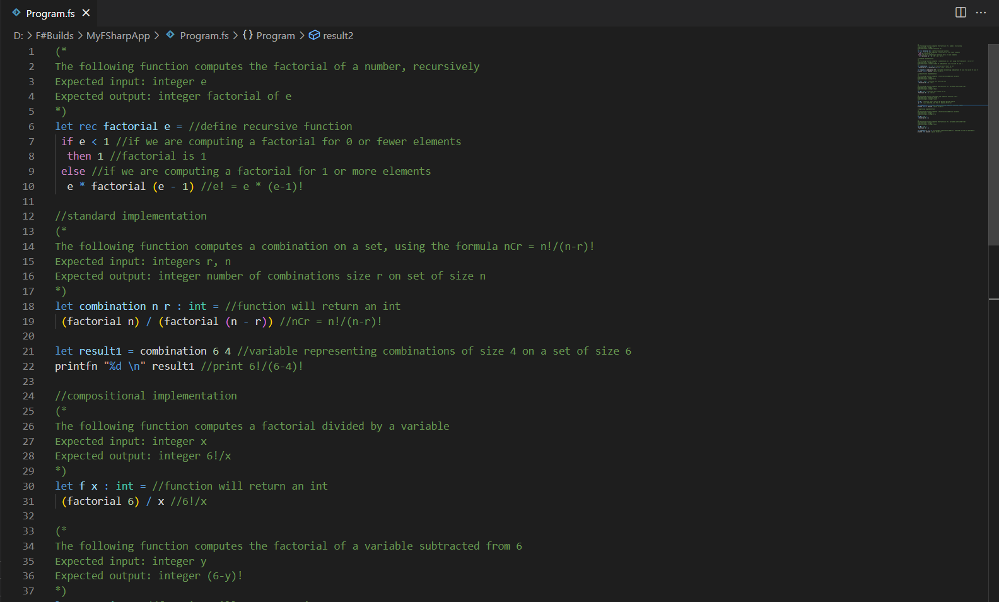 Program.fs
D: > F#Builds > MyFSharpApp > Program.fs > {} Program > result2
1 (*
2 The following function computes the factorial of a number, recursively
3 Expected input: integer e
4 Expected output: integer factorial of e
5 *)
6 let rec factorial e = //define recursive function
7 if e < 1 //if we are computing a factorial for 0 or fewer elements
8 then 1 //factorial is 1
9 else //if we are computing a factorial for 1 or more elements
10 e * factorial (e - 1) //e! = e * (e-1)!
11
12 //standard implementation
13 (*
14 The following function computes a combination on a set, using the formula nCr = n!/(n-r)!
15 Expected input: integers r, n
16 Expected output: integer number of combinations size r on set of size n
17 *)
18 let combination n r : int = //function will return an int
19 (factorial n) / (factorial (n - r)) //nCr = n!/(n-r)!
20
21 let result1 = combination 6 4 //variable representing combinations of size 4 on a set of size 6
22 printfn "%d \n" result1 //print 6!/(6-4)!
23
24 //compositional implementation
25 (*
26 The following function computes a factorial divided by a variable
27 Expected input: integer x
28 Expected output: integer 6!/x
29 *)
30 let f x : int = //function will return an int
31 (factorial 6) / x //6!/x
32
33 (*
34 The following function computes the factorial of a variable subtracted from 6
35 Expected input: integer y
36 Expected output: integer (6-y)!
37 *)